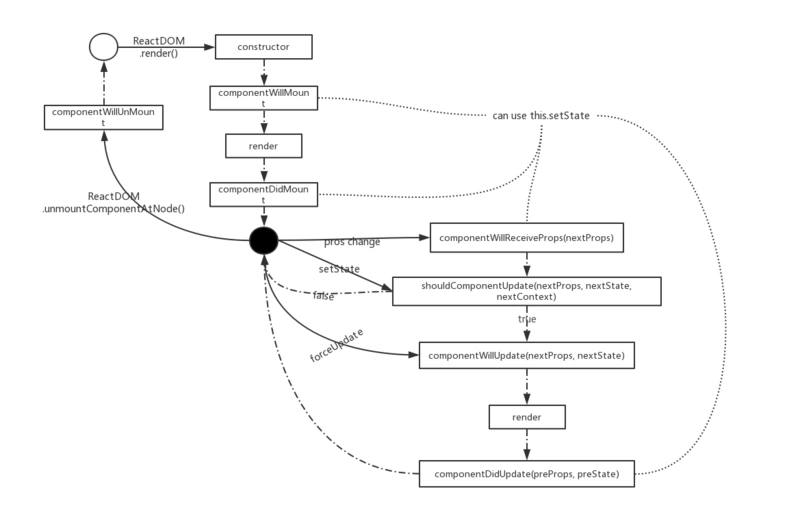 ReactDOM
.render()
constructor
componentWillMoun
t
can use this.setState
componentWillUnMoun
t
render
componentDidMoun
t
ReactDOM
.unmountComponentAtNode()
pros change
componentWillReceiveProps(nextProps)
setState
shouldComponentUpdate(nextProps, nextState,
nextContext)
false
true
forceUpdate
componentWillUpdate(nextProps, nextState)
render
componentDidUpdate(preProps, preState)